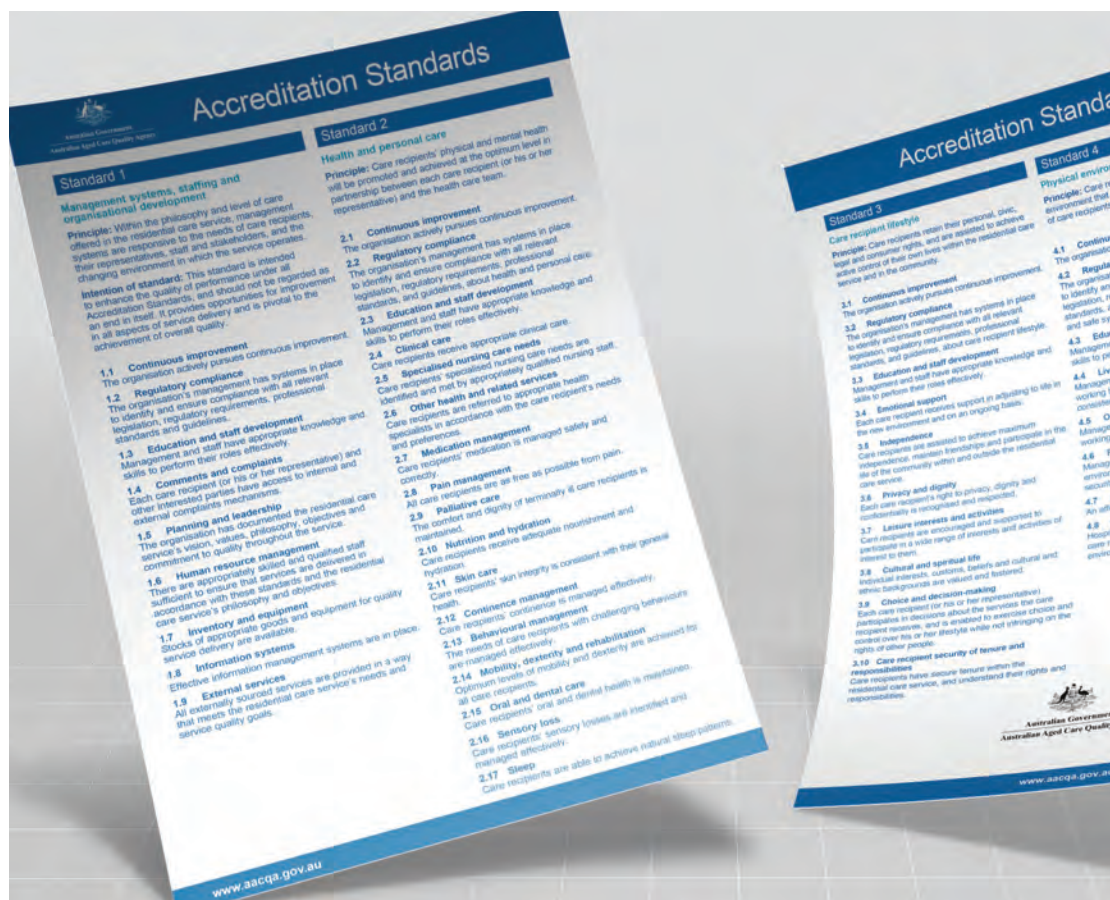 Australian Government
Australian Aged Care Quality Agency
Accreditation Standards
Standard 1
Management systems, staffing and
organisational development
Principle: Within the philosophy and level of care
offered in the residential care service, management
systems are responsive to the needs of care recipients,
their representatives, staff and stakeholders, and the
changing environment in which the service operates.
Intention of standard: This standard is intended
to enhance the quality of performance under all
Accreditation Standards, and should not be regarded as
an end in itself. It provides opportunities for improvement
in all aspects of service delivery and is pivotal to the
achievement of overall quality.
1.1 Continuous improvement
The organisation actively pursues continuous improvement.
1.2 Regulatory compliance
The organisation's management has systems in place
to identify and ensure compliance with all relevant
legislation, regulatory requirements, professional
standards and guidelines.
1.3 Education and staff development
Management and staff have appropriate knowledge and
skills to perform their roles effectively.
1.4 Comments and complaints
Each care recipient (or his or her representative) and
other interested parties have access to internal and
external complaints mechanisms.
1.5 Planning and leadership
The organisation has documented the residential care
service's vision, values, philosophy, objectives and
commitment to quality throughout the service.
1.6 Human resource management
There are appropriately skilled and qualified staff
sufficient to ensure that services are delivered in
accordance with these standards and the residential
care service's philosophy and objectives.
1.7 Inventory and equipment
Stocks of appropriate goods and equipment for quality
service delivery are available.
1.8 Information systems
Effective information management systems are in place.
1.9 External services
All externally sourced services are provided in a way
that meets the residential care service's needs and
service quality goals.
Standard 2
Health and personal care
Principle: Care recipients' physical and mental health
will be promoted and achieved at the optimum level in
partnership between each care recipient (or his or her
representative) and the health care team.
2.1 Continuous improvement
The organisation actively pursues continuous improvement.
2.2 Regulatory compliance
The organisation's management has systems in place
to identify and ensure compliance with all relevant
legislation, regulatory requirements, professional
standards, and guidelines, about health and personal care.
2.3 Education and staff development
Management and staff have appropriate knowledge and
skills to perform their roles effectively.
2.4 Clinical care
Care recipients receive appropriate clinical care.
2.5 Specialised nursing care needs
Care recipients' specialised nursing care needs are
identified and met by appropriately qualified nursing staff.
2.6 Other health and related services
Care recipients are referred to appropriate health
specialists in accordance with the care recipient's needs
and preferences.
2.7 Medication management
Care recipients' medication is managed safely and
correctly.
2.8 Pain management
All care recipients are as free as possible from pain.
2.9 Palliative care
The comfort and dignity of terminally ill care recipients is
maintained.
2.10 Nutrition and hydration
Care recipients receive adequate nourishment and
hydration.
2.11 Skin care
Care recipients' skin integrity is consistent with their general
health.
2.12 Continence management
Care recipients' continence is managed effectively.
2.13 Behavioural management
The needs of care recipients with challenging behaviours
are managed effectively.
2.14 Mobility, dexterity and rehabilitation
Optimum levels of mobility and dexterity are achieved for
all care recipients.
2.15 Oral and dental care
Care recipients' oral and dental health is maintained.
2.16 Sensory loss
Care recipients' sensory losses are identified and
managed effectively.
2.17 Sleep
Care recipients are able to achieve natural sleep patterns.
www.aacqa.gov.au
Accreditation Standa
Standard 3
Care recipient lifestyle
Principle: Care recipients retain their personal, civic,
legal and consumer rights, and are assisted to achieve
active control of their own lives within the residential care
service and in the community.
3.1 Continuous improvement
The organisation actively pursues continuous improvement.
3.2 Regulatory compliance
The organisation's management has systems in place
to identify and ensure compliance with all relevant
legislation, regulatory requirements, professional
standards, and guidelines, about care recipient lifestyle.
3.3 Education and staff development
Management and staff have appropriate knowledge and
skills to perform their roles effectively.
3.4 Emotional support
Each care recipient receives support in adjusting to life in
the new environment and on an ongoing basis.
3.5 Independence
Care recipients are assisted to achieve maximum
independence, maintain friendships and participate in the
life of the community within and outside the residential
care service.
3.6 Privacy and dignity
Each care recipient's right to privacy, dignity and
confidentiality is recognised and respected.
3.7 Leisure interests and activities
Care recipients are encouraged and supported to
participate in a wide range of interests and activities of
interest to them.
3.8 Cultural and spiritual life
Individual interests, customs, beliefs and cultural and
ethnic backgrounds are valued and fostered.
3.9 Choice and decision-making
Each care recipient (or his or her representative)
participates in decisions about the services the care
recipient receives, and is enabled to exercise choice and
control over his or her lifestyle while not infringing on the
rights of other people.
3.10 Care recipient security of tenure and
responsibilities
Care recipients have secure tenure within the
residential care service, and understand their rights and
responsibilities.
Standard 4
Physical environ
Principle: Care r
environment that
of care recipients
4.1 Continu
The organisatio
4.2 Regula
The organisa
to identify an
legislation, r
standards,
and safe sy
4.3 Edu
Manageme
skills to pe
4.4 Liv
Manage
working
consiste
4.5 O
Manag
working
4.6
Manag
enviro
securi
4.7
An eff
4.8
Hospi
care r
enviro
Australian Governmen
Australian Aged Care Quality
www.aacqa.gov.au